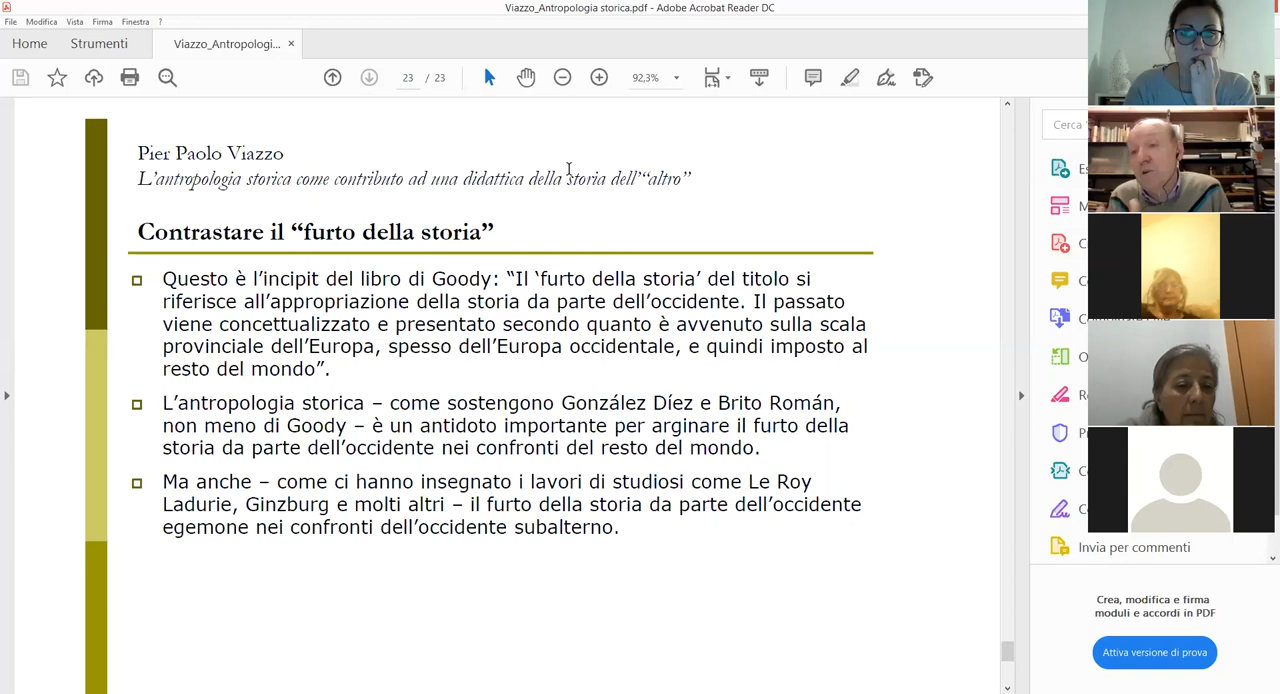 Viazzo_Antropologia storica.pdf - Adobe Acrobat Reader DC
File Modifica Vista Firma Finestra ?
Home Strumenti Viazzo_Antropologi... ×
23 / 23 92,3%
Cerca
Pier Paolo Viazzo
L'antropologia storica come contributo ad una didattica della storia dell'“altro”
Contrastare il “furto della storia”
Questo è l'incipit del libro di Goody: “Il ‘furto della storia’ del titolo si
riferisce all'appropriazione della storia da parte dell'occidente. Il passato
viene concettualizzato e presentato secondo quanto è avvenuto sulla scala
provinciale dell'Europa, spesso dell'Europa occidentale, e quindi imposto al
resto del mondo”.
L'antropologia storica – come sostengono González Díez e Brito Román,
non meno di Goody – è un antidoto importante per arginare il furto della
storia da parte dell'occidente nei confronti del resto del mondo.
Ma anche – come ci hanno insegnato i lavori di studiosi come Le Roy
Ladurie, Ginzburg e molti altri – il furto della storia da parte dell'occidente
egemone nei confronti dell'occidente subalterno.
Invia per commenti
Crea, modifica e firma
moduli e accordi in PDF
Attiva versione di prova